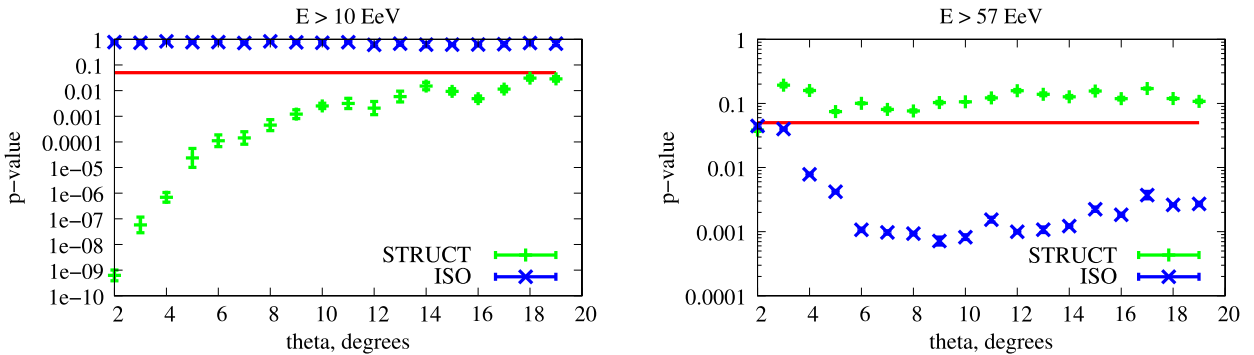 E > 10 EeV
1
0.1
0.01
0.001
0.0001
1e−05
1e−06
1e−07
1e−08
1e−09
1e−10
p−value
STRUCT
ISO
2 4 6 8 10 12 14 16 18 20
theta, degrees
E > 57 EeV
1
0.1
0.01
0.001
0.0001
p−value
STRUCT
ISO
2 4 6 8 10 12 14 16 18 20
theta, degrees